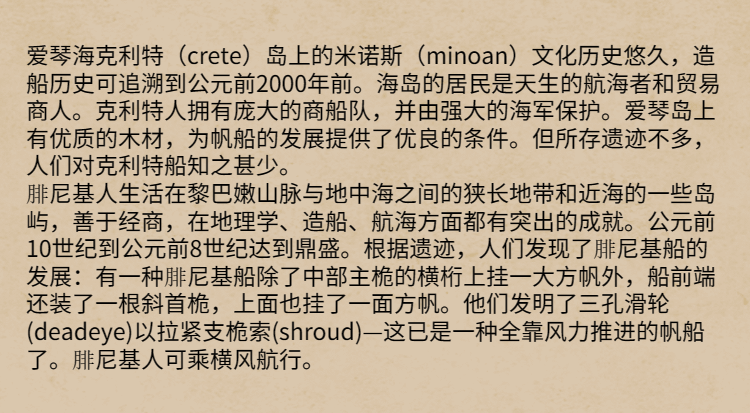 爱琴海克利特（crete）岛上的米诺斯（minoan）文化历史悠久，造
船历史可追溯到公元前2000年前。海岛的居民是天生的航海者和贸易
商人。克利特人拥有庞大的商船队，并由强大的海军保护。爱琴岛上
有优质的木材，为帆船的发展提供了优良的条件。但所存遗迹不多，
人们对克利特船知之甚少。
腓尼基人生活在黎巴嫩山脉与地中海之间的狭长地带和近海的一些岛
屿，善于经商，在地理学、造船、航海方面都有突出的成就。公元前
10世纪到公元前8世纪达到鼎盛。根据遗迹，人们发现了腓尼基船的
发展：有一种腓尼基船除了中部主桅的横桁上挂一大方帆外，船前端
还装了一根斜首桅，上面也挂了一面方帆。他们发明了三孔滑轮
(deadeye)以拉紧支桅索(shroud)—这已是一种全靠风力推进的帆船
了。腓尼基人可乘横风航行。